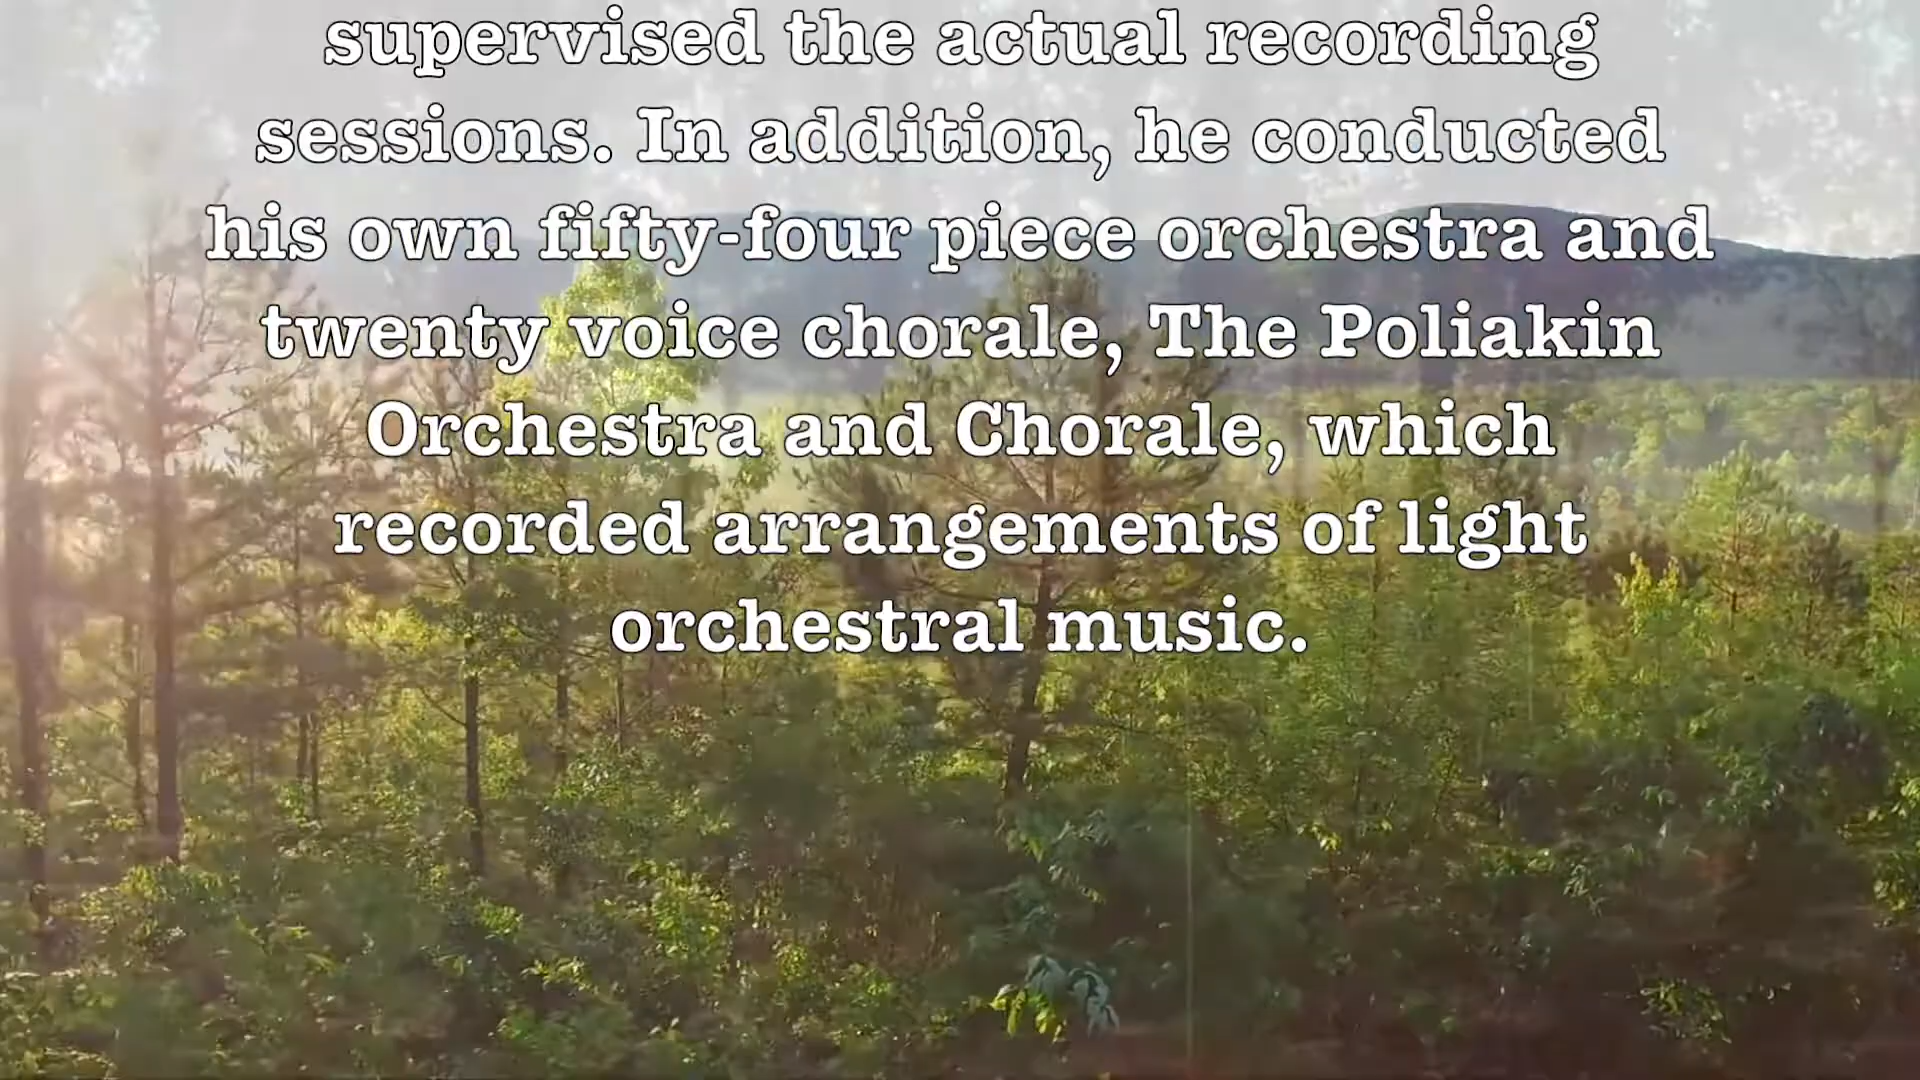 supervised the actual recording
sessions. In addition, he conducted
his own fifty-four piece orchestra and
twenty voice chorale, The Poliakin
Orchestra and Chorale, which
recorded arrangements of light
orchestral music.